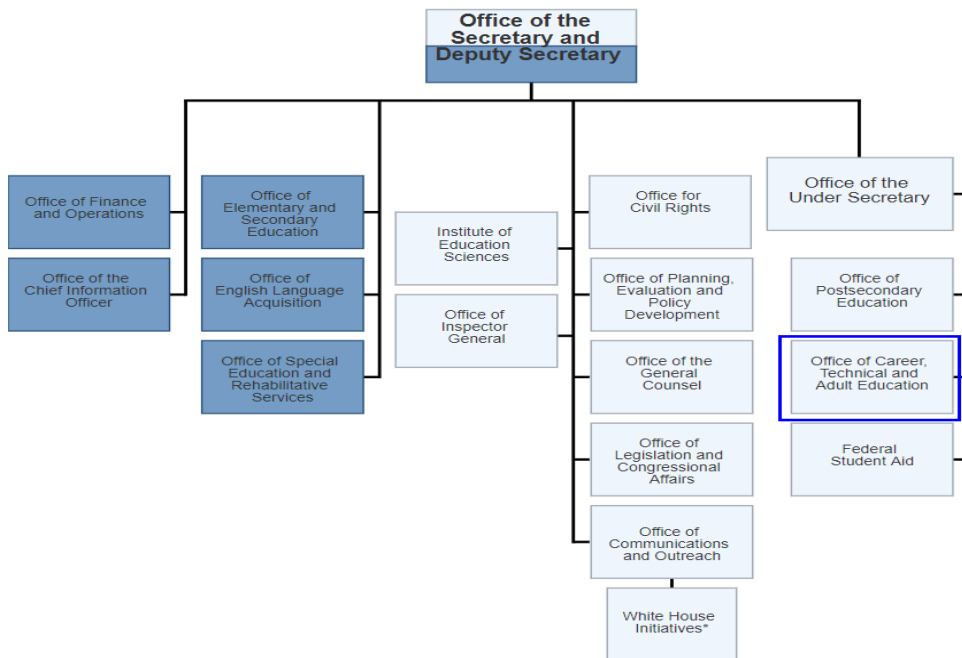 Office of the
Secretary and
Deputy Secretary
Office of Finance
and Operations
Office of the
Chief Information
Officer
Office of
Elementary and
Secondary
Education
Office of
English Language
Acquisition
Office of Special
Education and
Rehabilitative
Services
Institute of
Education
Sciences
Office of
Inspector
General
Office for
Civil Rights
Office of Planning,
Evaluation and
Policy
Development
Office of the
General
Counsel
Office of
Legislation and
Congressional
Affairs
Office of
Communications
and Outreach
White House
Initiatives*
Office of the
Under Secretary
Office of
Postsecondary
Education
Office of Career,
Technical and
Adult Education
Federal
Student Aid